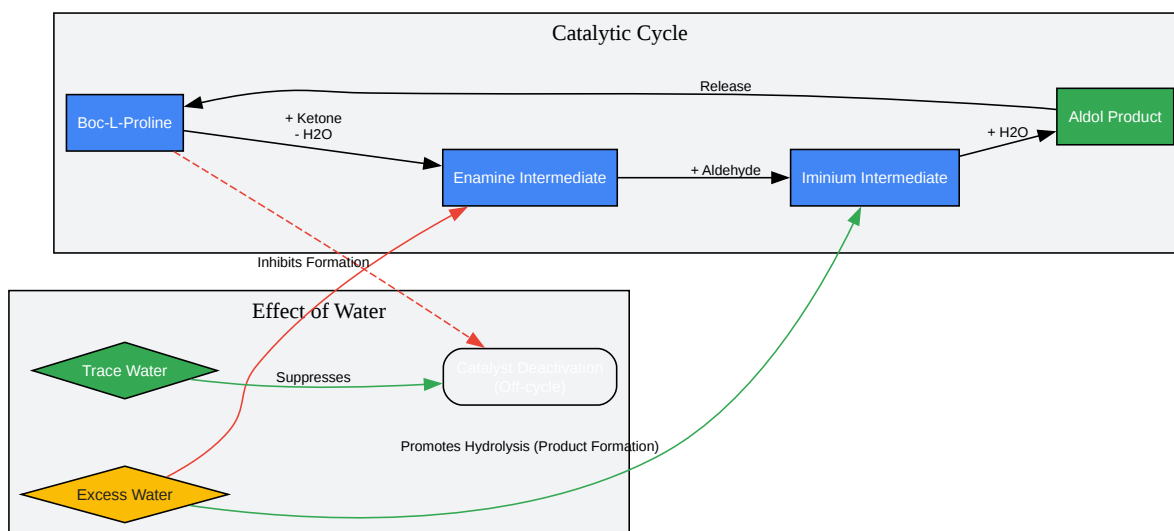 Catalytic Cycle
Release
Boc-L-Proline
+ Ketone
- H2O
Enamine Intermediate
+ Aldehyde
Iminium Intermediate
+ H2O
Aldol Product
Inhibits Formation
Effect of Water
Trace Water
Suppresses
Catalyst Deactivation
(Off-cycle)
Promotes Hydrolysis (Product Formation)
Excess Water